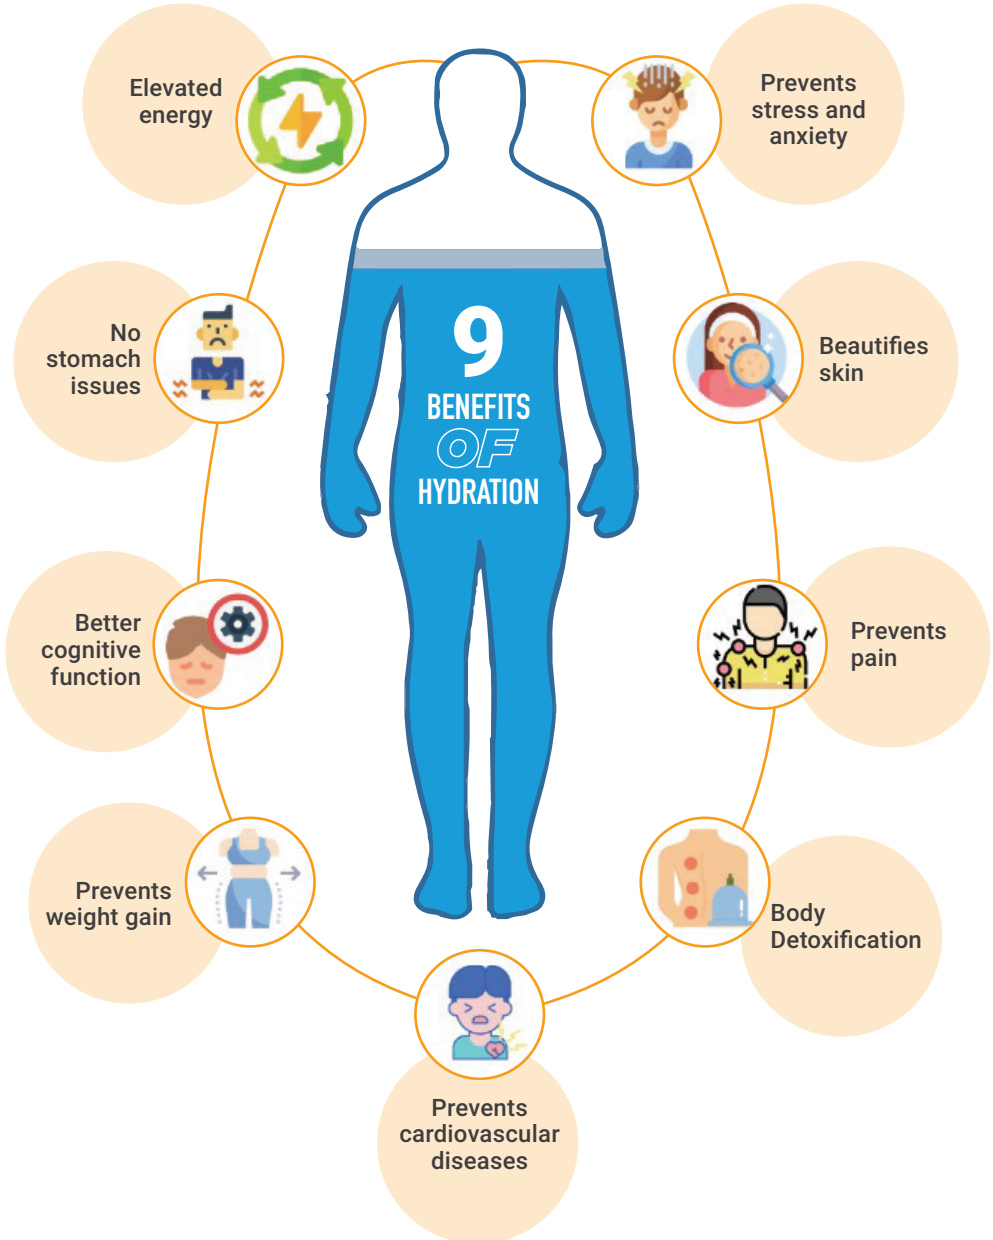 Elevated
energy
Prevents
stress and
anxiety
No
stomach
issues
9
BENEFITS
OF
HYDRATION
Beautifies
skin
Better
cognitive
function
Prevents
pain
Prevents
weight gain
Body
Detoxification
Prevents
cardiovascular
diseases